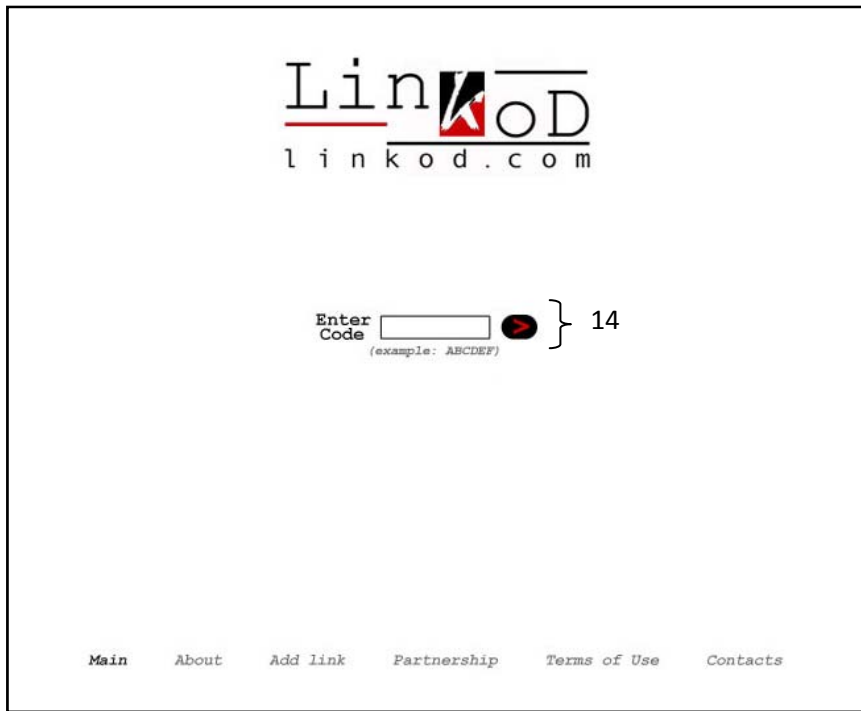 LinKoD
linkod.com
Enter
Code
>
14
(example: ABCDEF)
Main About Add link Partnership Terms of Use Contacts